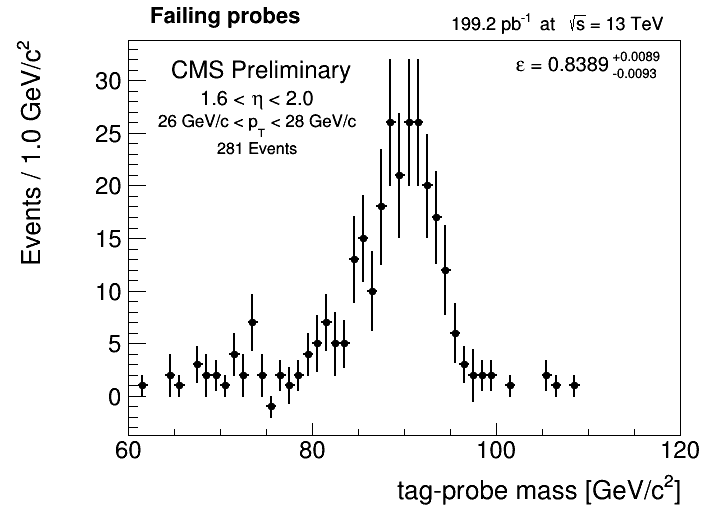 Failing probes
199.2 pb⁻¹ at √s = 13 TeV
CMS Preliminary
ε = 0.8389 +0.0089 -0.0093
1.6 < η < 2.0
26 GeV/c < p_T < 28 GeV/c
281 Events
Events / 1.0 GeV/c²
30
25
20
15
10
5
0
60 80 100 120
tag-probe mass [GeV/c²]